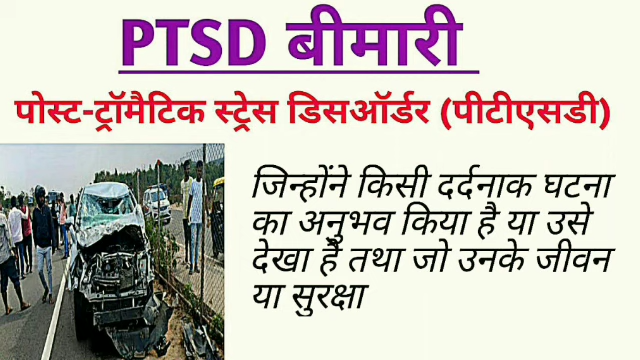 PTSD बीमारी
पोस्ट-ट्रॉमैटिक स्ट्रेस डिसऑर्डर (पीटीएसडी)
जिन्होंने किसी दर्दनाक घटना
का अनुभव किया है या उसे
देखा है तथा जो उनके जीवन
या सुरक्षा